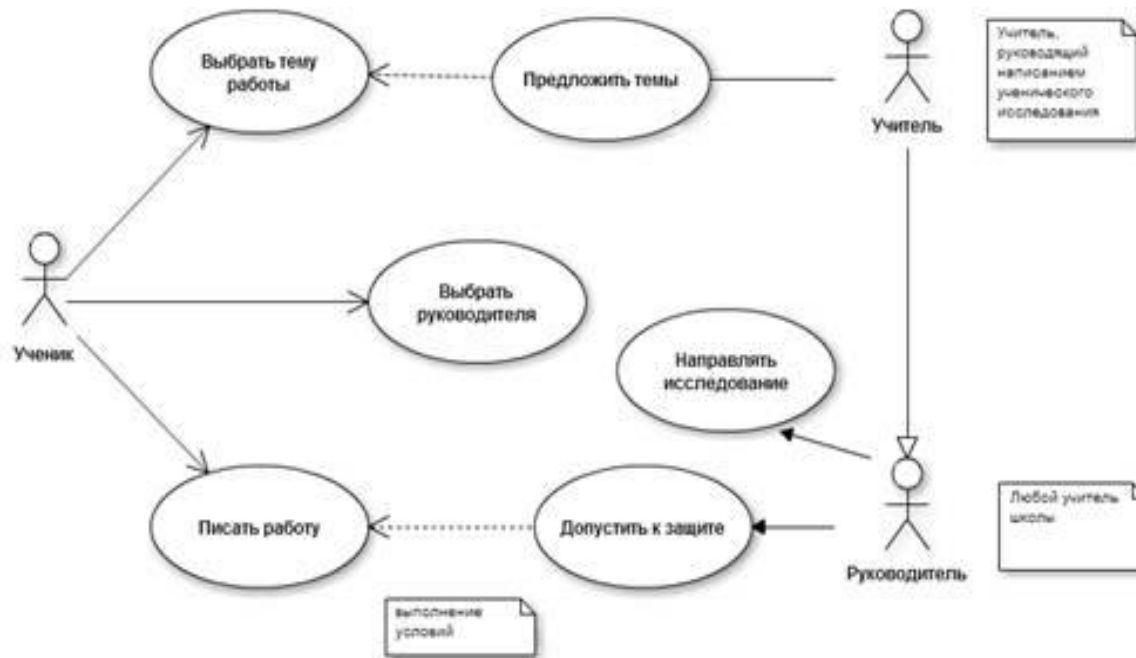 Выбрать тему
работы
Предложить темы
Учитель
Учитель,
руководящий
написанием
ученического
исследования
Ученик
Выбрать
руководителя
Направлять
исследование
Писать работу
Допустить к защите
Руководитель
Любой учитель
школы
выполнение
условий